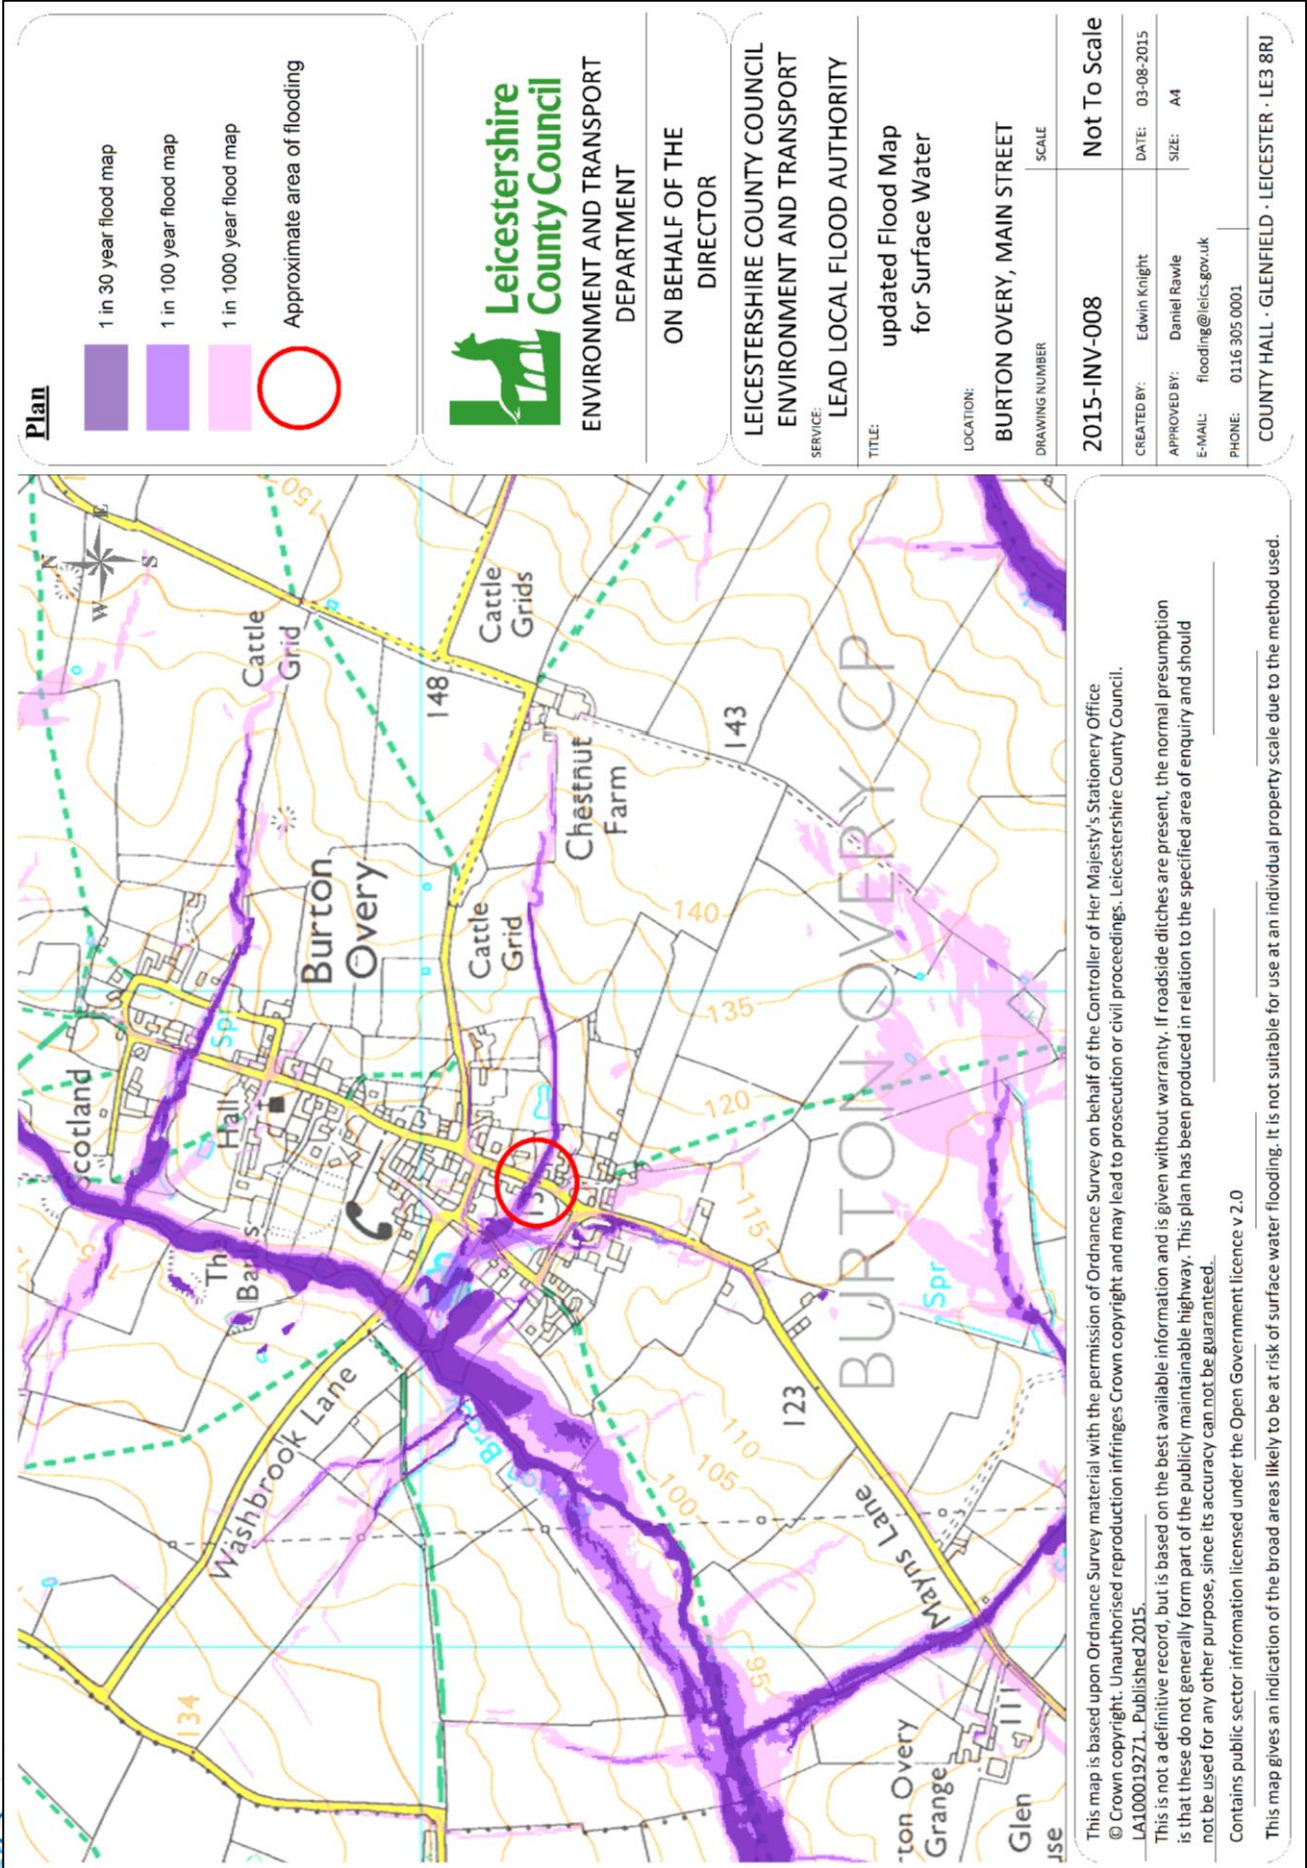 Plan
1 in 30 year flood map
1 in 100 year flood map
1 in 1000 year flood map
Approximate area of flooding
Leicestershire
County Council
ENVIRONMENT AND TRANSPORT
DEPARTMENT
ON BEHALF OF THE
DIRECTOR
LEICESTERSHIRE COUNTY COUNCIL
ENVIRONMENT AND TRANSPORT
SERVICE:
LEAD LOCAL FLOOD AUTHORITY
TITLE:
updated Flood Map
for Surface Water
LOCATION:
BURTON OVERY, MAIN STREET
DRAWING NUMBER
SCALE
2015-INV-008
Not To Scale
CREATED BY: Edwin Knight
DATE: 03-08-2015
APPROVED BY: Daniel Rawle
SIZE: A4
E-MAIL: flooding@leics.gov.uk
PHONE: 0116 305 0001
COUNTY HALL · GLENFIELD · LEICESTER · LE3 8RJ
N
E
S
W
150
Cattle
Grid
Cattle
Grids
148
Chestnut
Farm
143
Burton
Overy
Cattle
Grid
140
135
120
115
Scotland
Spr
Hall
The
Banks
BURTON OVERY CP
Spr
Washbrook Lane
123
110
105
100
95
Mayns Lane
134
rton Overy
Grange
111
Glen
use
This map is based upon Ordnance Survey material with the permission of Ordnance Survey on behalf of the Controller of Her Majesty's Stationery Office
© Crown copyright. Unauthorised reproduction infringes Crown copyright and may lead to prosecution or civil proceedings. Leicestershire County Council.
LA100019271. Published 2015.
This is not a definitive record, but is based on the best available information and is given without warranty. If roadside ditches are present, the normal presumption
is that these do not generally form part of the publicly maintainable highway. This plan has been produced in relation to the specified area of enquiry and should
not be used for any other purpose, since its accuracy can not be guaranteed.
Contains public sector infromation licensed under the Open Government licence v 2.0
This map gives an indication of the broad areas likely to be at risk of surface water flooding. It is not suitable for use at an individual property scale due to the method used.